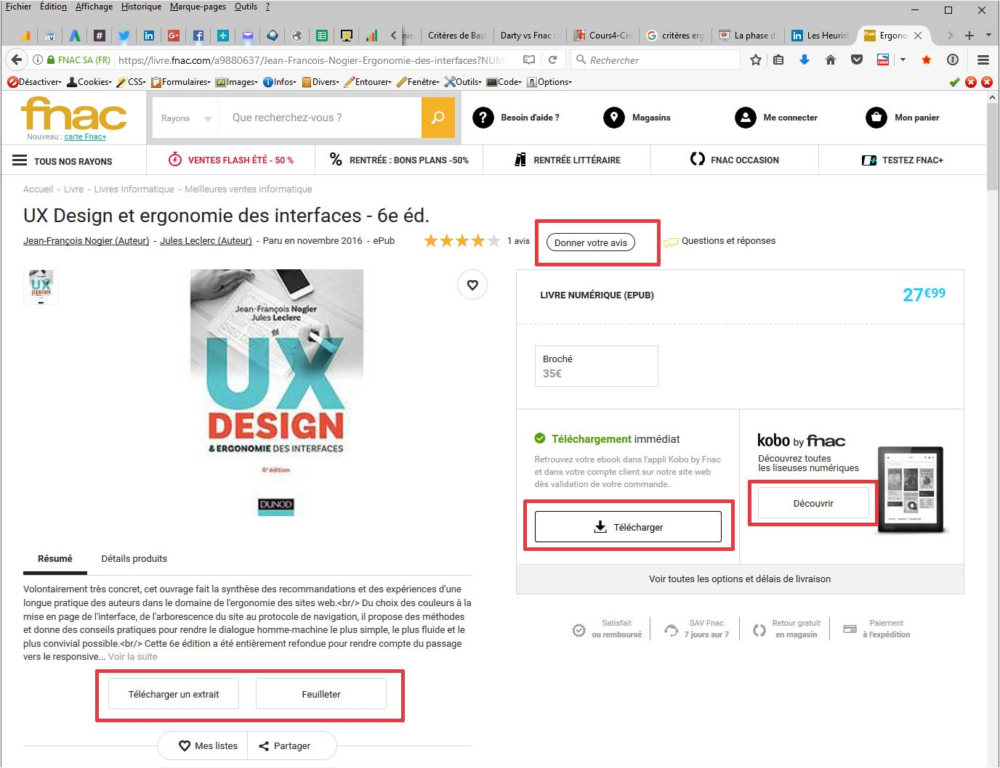 Fichier Édition Affichage Historique Marque-pages Outils ?
Critères de Bast Darty vs Fnac Cours4-Cri critères erg La phase d Les Heurist Ergono
FNAC SA (FR) https://livre.fnac.com/a9880637/Jean-Francois-Nogier-Ergonomie-des-interfaces?NUM Rechercher
Désactiver Cookies CSS Formulaires Images Infos Divers Entourer Fenêtre Outils Code Options
fnac
Nouveau : carte Fnac+
Rayons Que recherchez-vous ?
Besoin d'aide ? Magasins Me connecter Mon panier
TOUS NOS RAYONS VENTES FLASH ÉTÉ - 50 % RENTRÉE : BONS PLANS -50% RENTRÉE LITTÉRAIRE FNAC OCCASION TESTEZ FNAC+
Accueil - Livre - Livres Informatique - Meilleures ventes Informatique
UX Design et ergonomie des interfaces - 6e éd.
Jean-François Nogier (Auteur) - Jules Leclerc (Auteur) - Paru en novembre 2016 - ePub 1 avis Donner votre avis Questions et réponses
UX
DESIGN
Jean-François Nogier
Jules Leclerc
et
UX
DESIGN
& ERGONOMIE DES INTERFACES
6e édition
DUNOD
LIVRE NUMÉRIQUE (EPUB) 27€99
Broché
35€
Téléchargement immédiat
Retrouvez votre ebook dans l'appli Kobo by Fnac
et dans votre compte client sur notre site web
dès validation de votre commande.
Télécharger
kobo by fnac
Découvrez toutes
les liseuses numériques
Découvrir
Voir toutes les options et délais de livraison
Satisfait
ou remboursé
SAV Fnac
7 jours sur 7
Retour gratuit
en magasin
Paiement
à l'expédition
Résumé Détails produits
Volontairement très concret, cet ouvrage fait la synthèse des recommandations et des expériences d'une
longue pratique des auteurs dans le domaine de l'ergonomie des sites web.<br/> Du choix des couleurs à la
mise en page de l'interface, de l'arborescence du site au protocole de navigation, il propose des méthodes
et donne des conseils pratiques pour rendre le dialogue homme-machine le plus simple, le plus fluide et le
plus convivial possible.<br/> Cette 6e édition a été entièrement refondue pour rendre compte du passage
vers le responsive... Voir la suite
Télécharger un extrait Feuilleter
Mes listes Partager